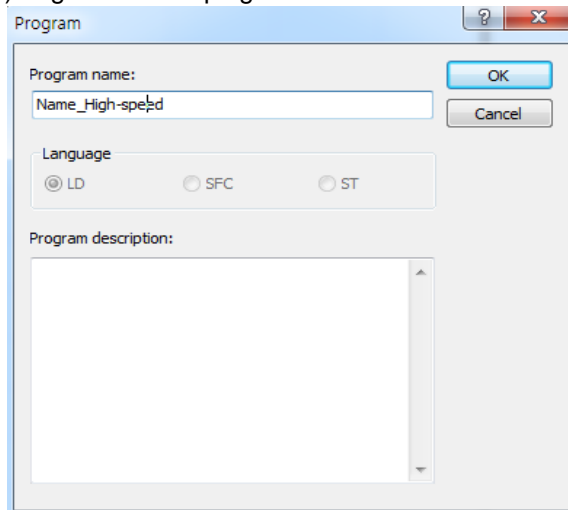 Program
Program name:
OK
Name_High-speed
Cancel
Language
LD SFC ST
Program description: